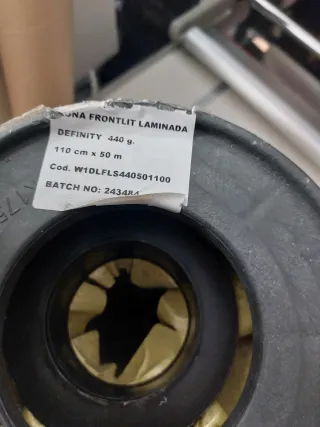 LONA FRONTLIT LAMINADA
DEFINITY 440 g.
110 cm x 50 m
Cod. W1DLFLS440501100
BATCH NO: 243484